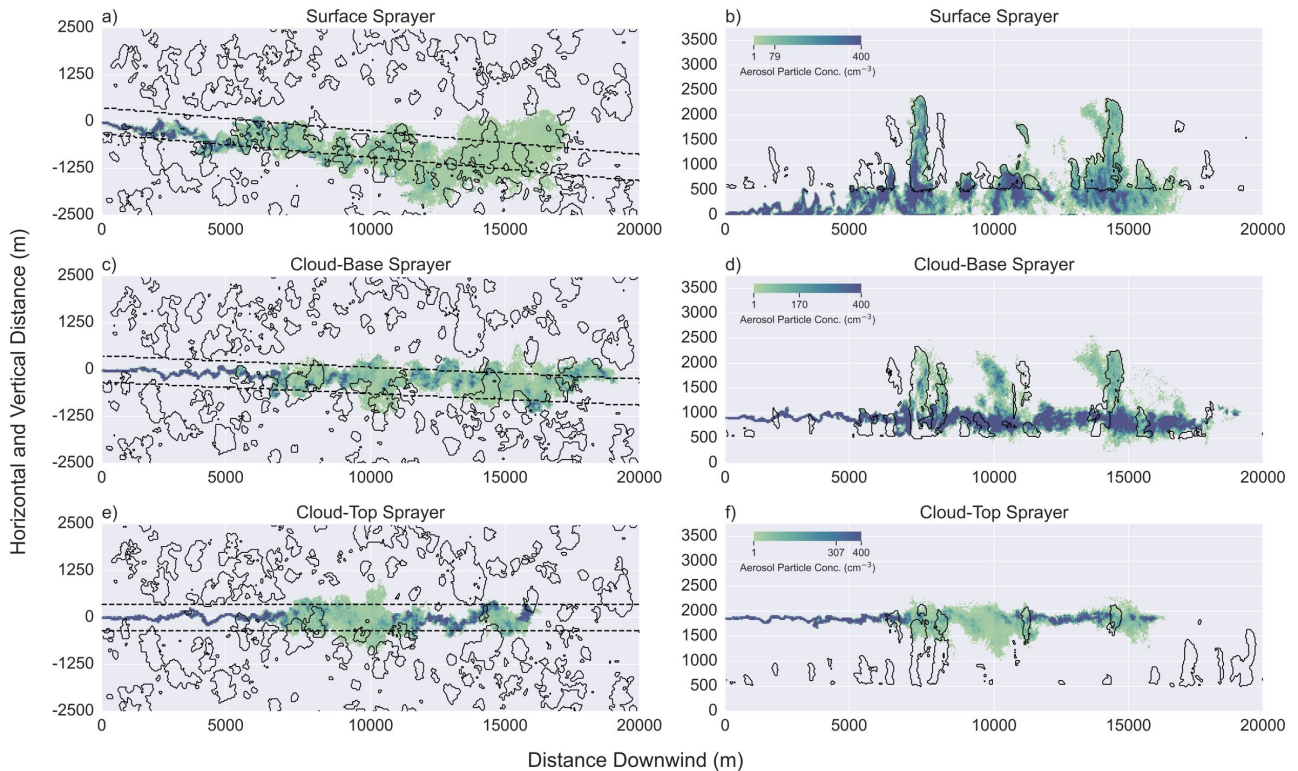 a) Surface Sprayer
2500
1250
0
-1250
-2500
0 5000 10000 15000 20000
b) Surface Sprayer
3500
3000
2500
2000
1500
1000
500
0
1 79 400
Aerosol Particle Conc. (cm⁻³)
0 5000 10000 15000 20000
c) Cloud-Base Sprayer
2500
1250
0
-1250
-2500
0 5000 10000 15000 20000
d) Cloud-Base Sprayer
3500
3000
2500
2000
1500
1000
500
0
1 170 400
Aerosol Particle Conc. (cm⁻³)
0 5000 10000 15000 20000
e) Cloud-Top Sprayer
2500
1250
0
-1250
-2500
0 5000 10000 15000 20000
f) Cloud-Top Sprayer
3500
3000
2500
2000
1500
1000
500
0
1 307 400
Aerosol Particle Conc. (cm⁻³)
0 5000 10000 15000 20000
Horizontal and Vertical Distance (m)
Distance Downwind (m)